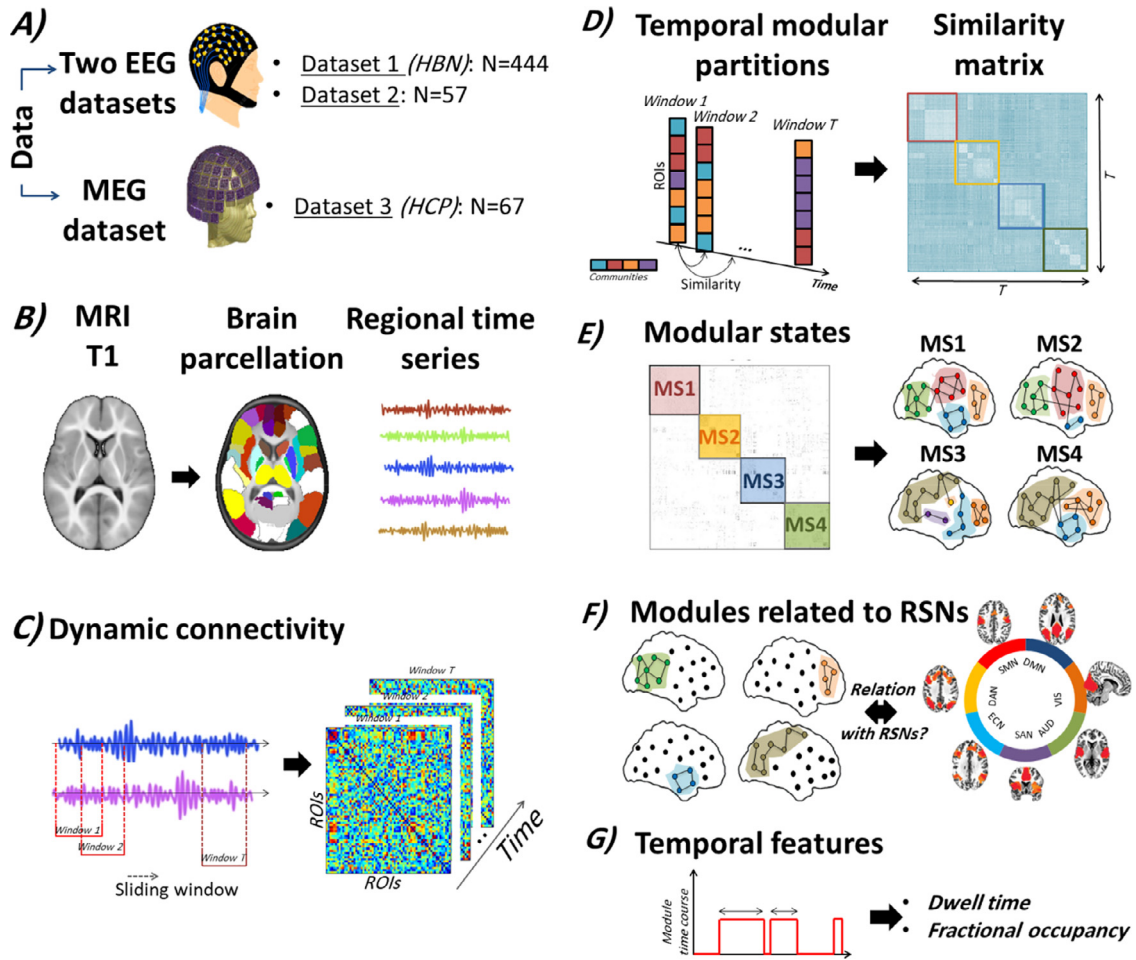 A)
Data
Two EEG
datasets
• Dataset 1 (HBN): N=444
• Dataset 2: N=57
MEG
dataset
• Dataset 3 (HCP): N=67
B)
MRI
T1
Brain
parcellation
Regional time
series
C) Dynamic connectivity
Window 1
Window 2
Window T
Sliding window
Window T
Window 2
Window 1
ROIs
ROIs
..
Time
D)
Temporal modular
partitions
Similarity
matrix
Window 1
Window 2
Window T
ROIs
...
Communities
Similarity
Time
T
T
E) Modular states
MS1
MS2
MS3
MS4
MS1
MS2
MS3
MS4
F) Modules related to RSNs
Relation
with RSNs?
SMN
DMN
DAN
VIS
ECN
AUD
SAN
G) Temporal features
Module
time course
• Dwell time
• Fractional occupancy